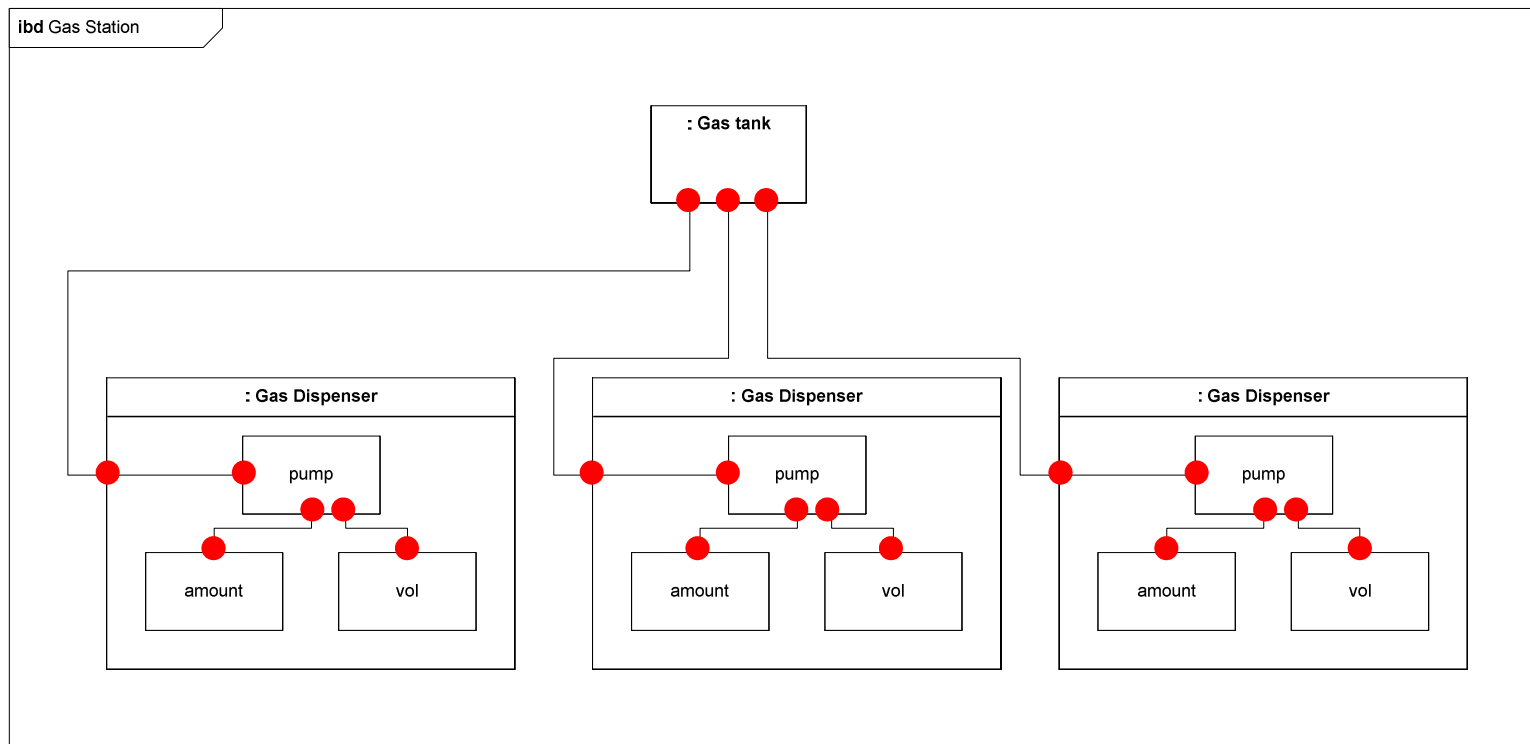 ibd Gas Station
: Gas tank
: Gas Dispenser
: Gas Dispenser
: Gas Dispenser
pump
pump
pump
amount
vol
amount
vol
amount
vol